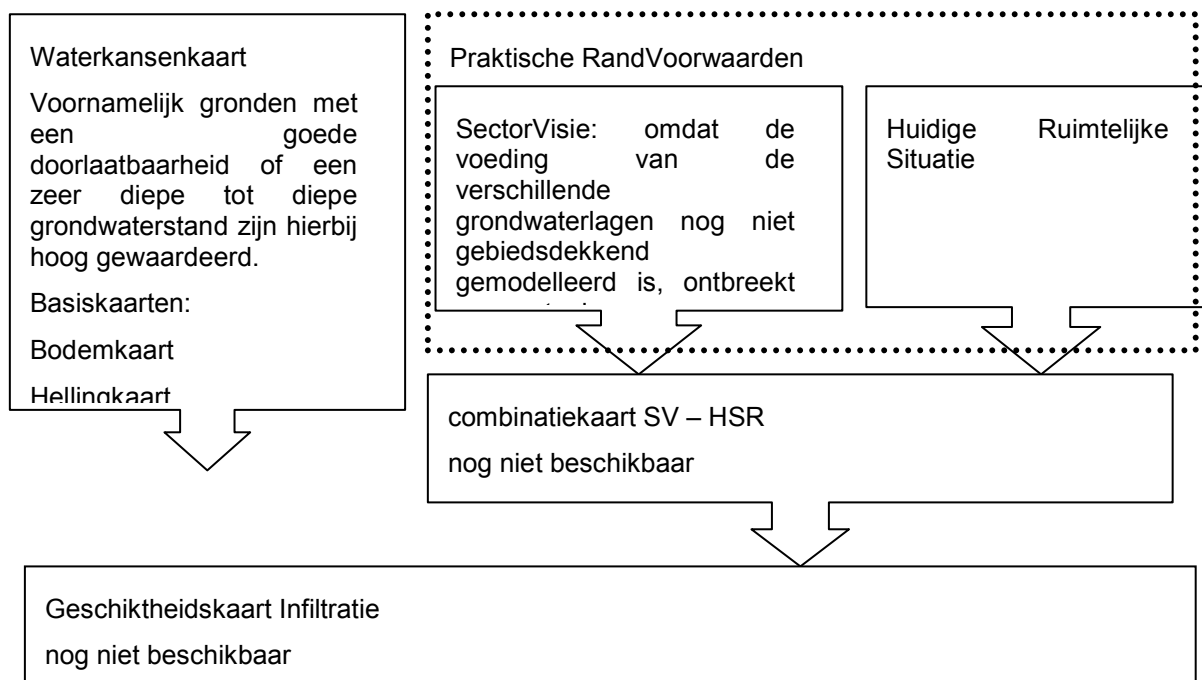 Waterkansenkaart
Voornamelijk gronden met
een goede
doorlaatbaarheid of een
zeer diepe tot diepe
grondwaterstand zijn hierbij
hoog gewaardeerd.
Basiskaarten:
Bodemkaart
Hellingkaart
Praktische RandVoorwaarden
SectorVisie: omdat de
voeding van de
verschillende
grondwaterlagen nog niet
gebiedsdekkend
gemodelleerd is, ontbreekt
Huidige Ruimtelijke
Situatie
combinatiekaart SV – HSR
nog niet beschikbaar
Geschiktheidskaart Infiltratie
nog niet beschikbaar